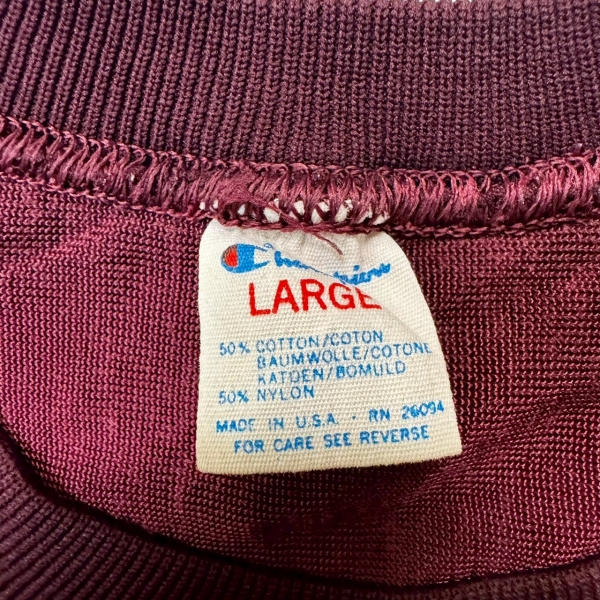 Champion
LARGE
50% COTTON/COTON
BAUMWOLLE/COTONE
KATOEN/BOMULD
50% NYLON
MADE IN U.S.A. · RN 26094
FOR CARE SEE REVERSE